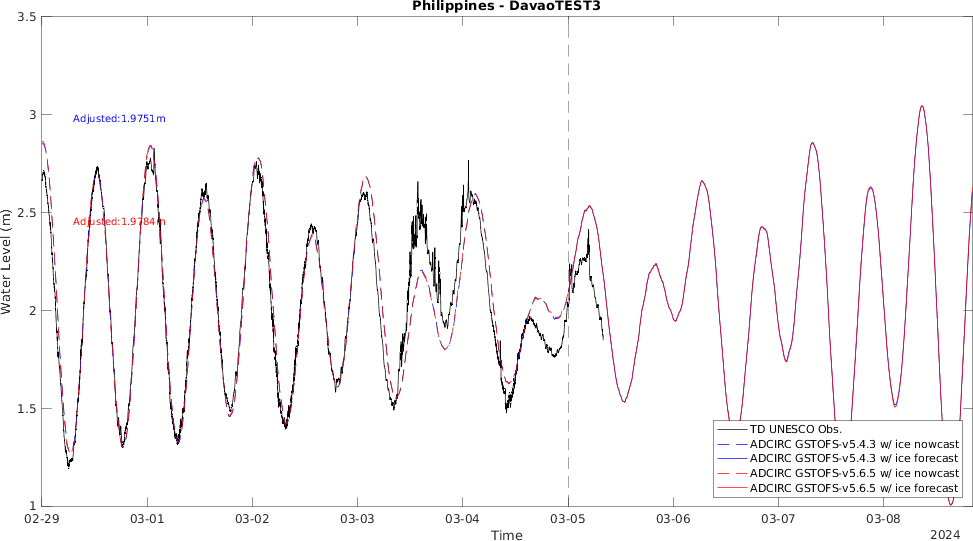 Philippines - DavaoTEST3
3.5
3
2.5
2
1.5
1
Water Level (m)
Adjusted:1.9751m
Adjusted:1.9784m
TD UNESCO Obs.
ADCIRC GSTOFS-v5.4.3 w/ ice nowcast
ADCIRC GSTOFS-v5.4.3 w/ ice forecast
ADCIRC GSTOFS-v5.6.5 w/ ice nowcast
ADCIRC GSTOFS-v5.6.5 w/ ice forecast
02-29 03-01 03-02 03-03 03-04 03-05 03-06 03-07 03-08
Time
2024